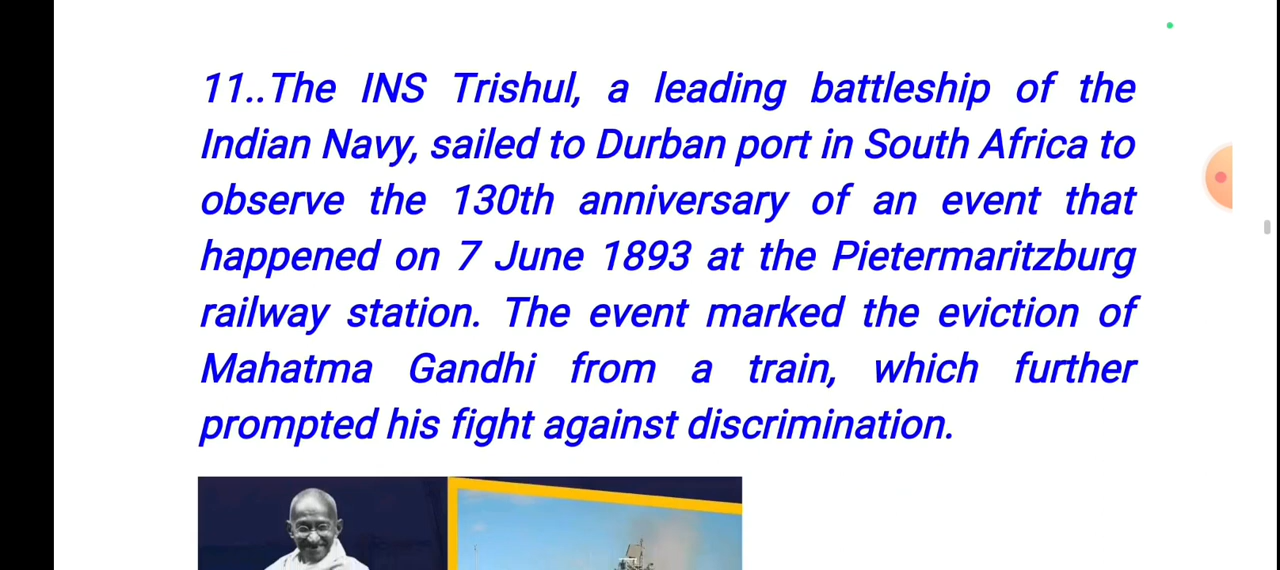 11..The INS Trishul, a leading battleship of the
Indian Navy, sailed to Durban port in South Africa to
observe the 130th anniversary of an event that
happened on 7 June 1893 at the Pietermaritzburg
railway station. The event marked the eviction of
Mahatma Gandhi from a train, which further
prompted his fight against discrimination.